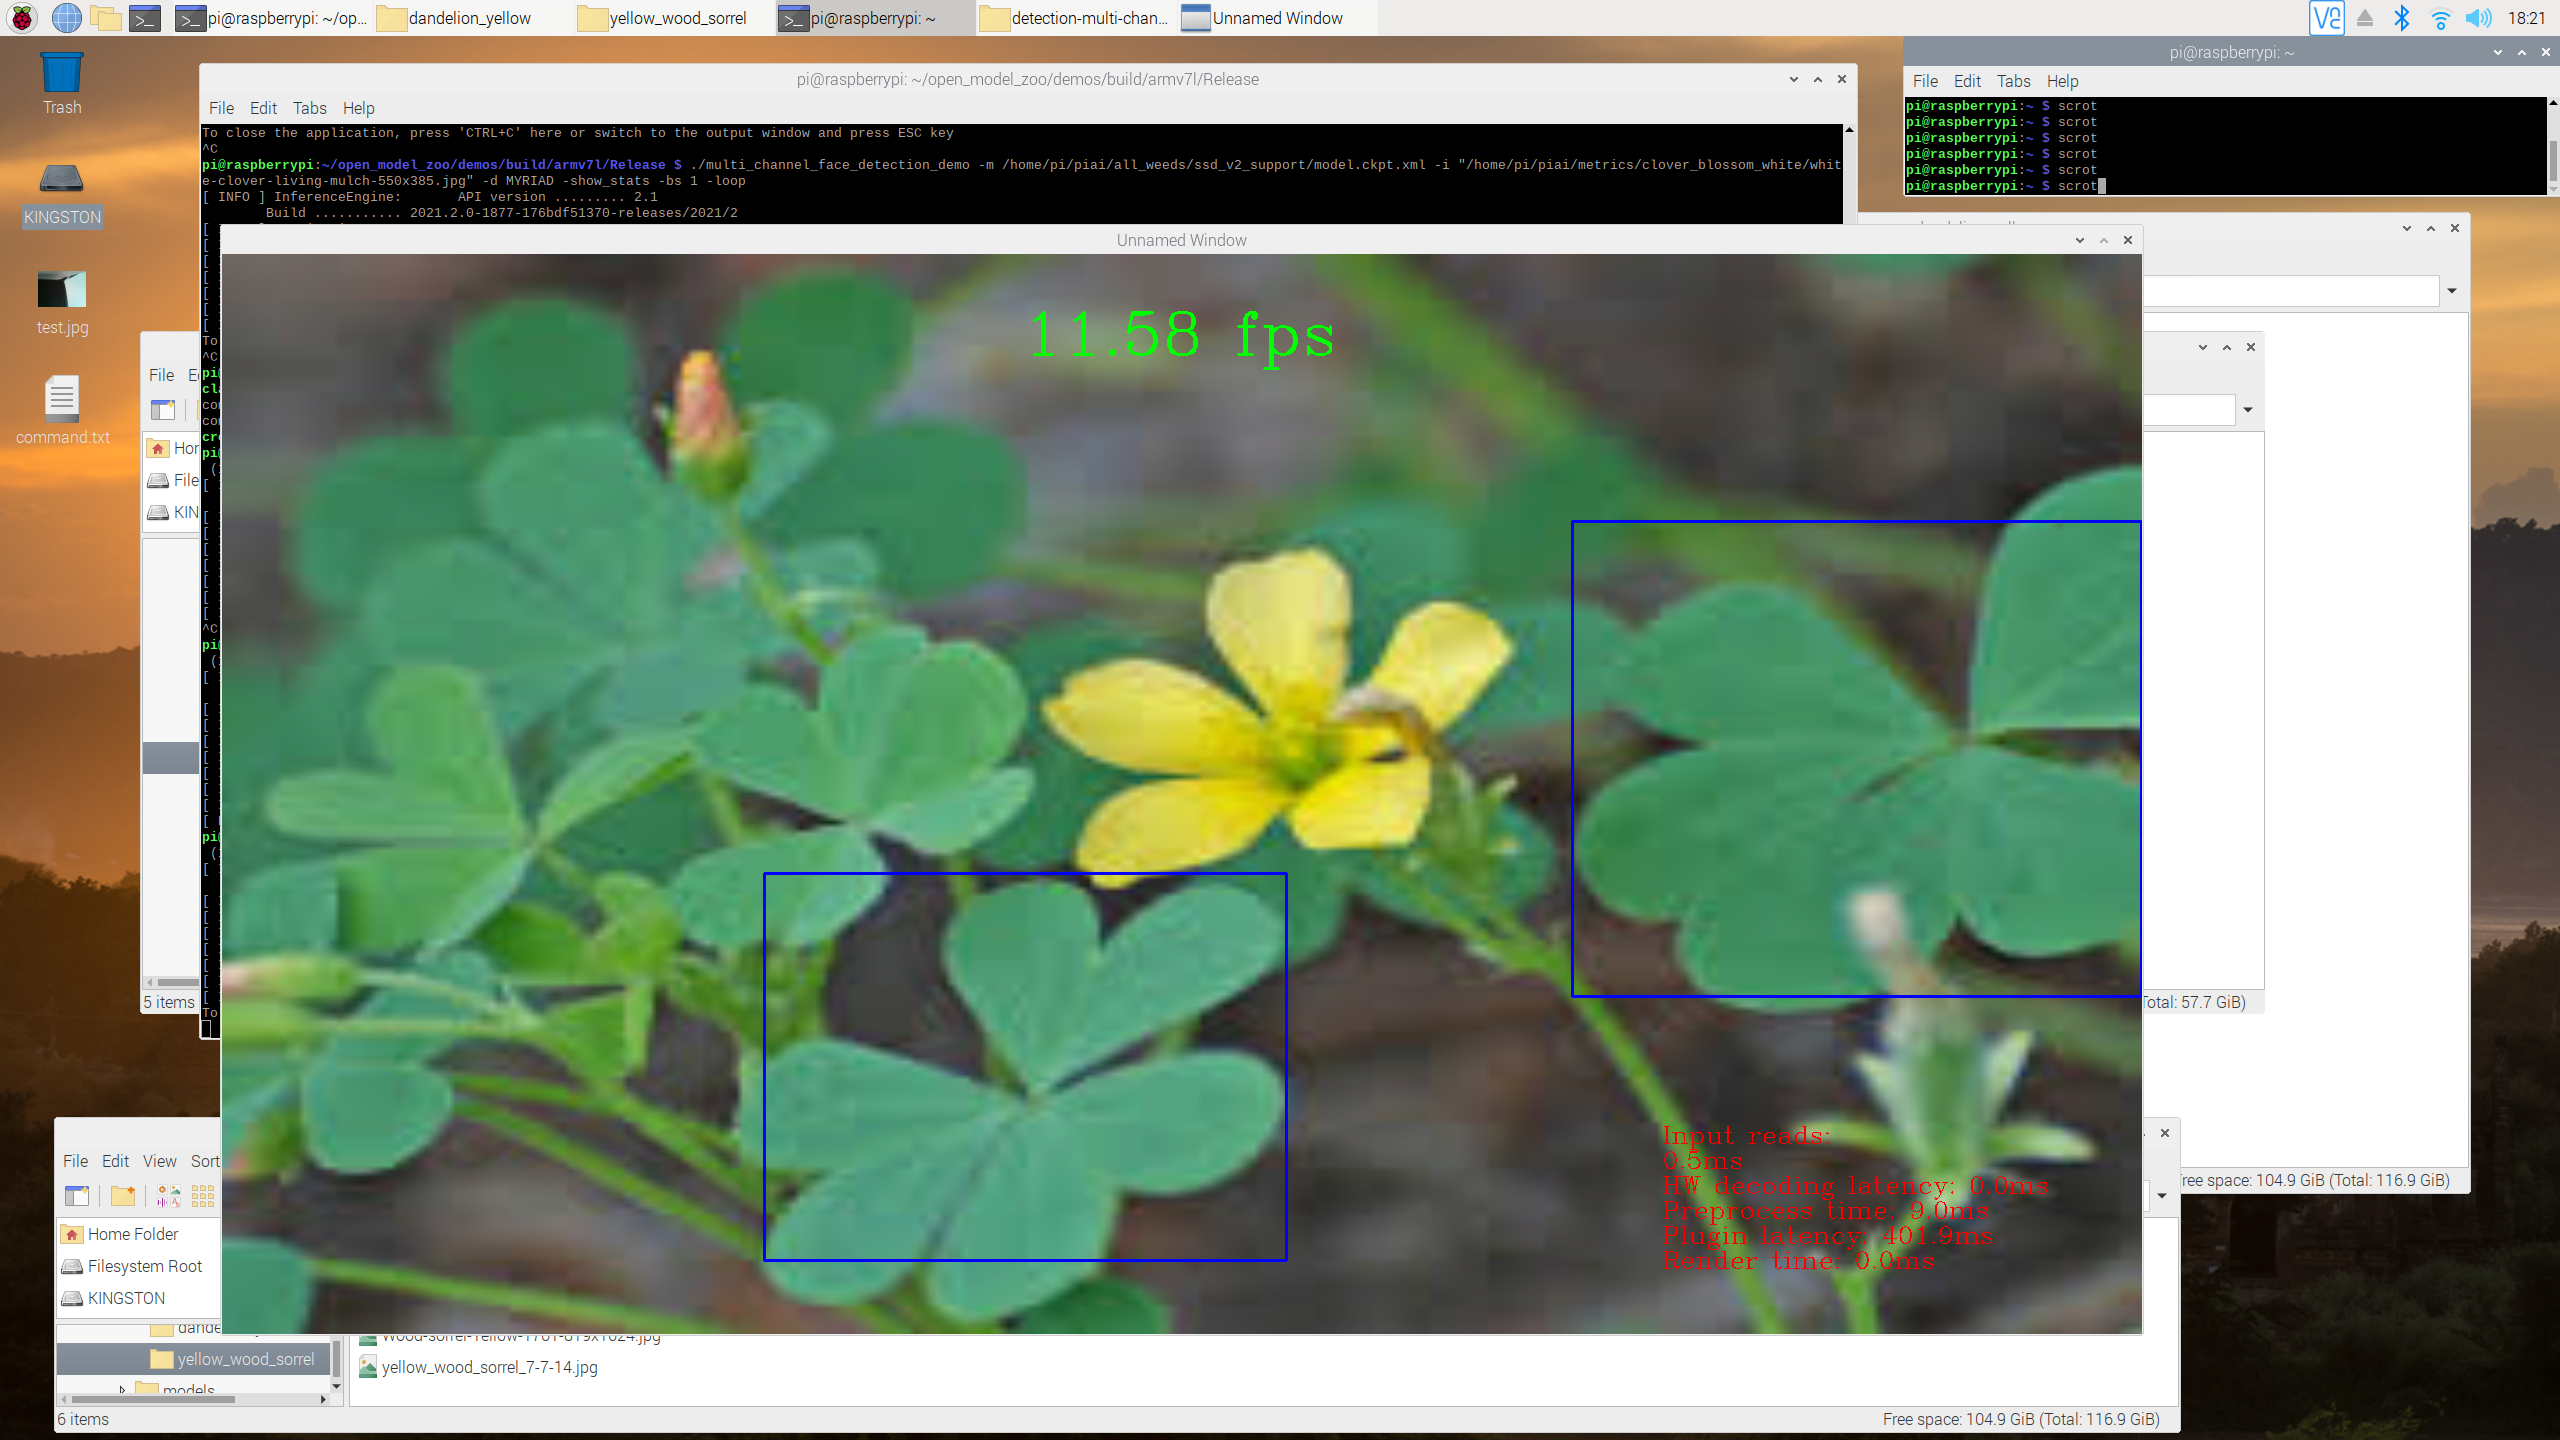 pi@raspberrypi: ~/op...
dandelion_yellow
yellow_wood_sorrel
pi@raspberrypi: ~
detection-multi-chan...
Unnamed Window
18:21
Trash
KINGSTON
test.jpg
command.txt
pi@raspberrypi: ~
File Edit Tabs Help
pi@raspberrypi:~ $ scrot
pi@raspberrypi:~ $ scrot
pi@raspberrypi:~ $ scrot
pi@raspberrypi:~ $ scrot
pi@raspberrypi:~ $ scrot
pi@raspberrypi:~ $ scrot
pi@raspberrypi: ~/open_model_zoo/demos/build/armv7l/Release
File Edit Tabs Help
To close the application, press 'CTRL+C' here or switch to the output window and press ESC key
^C
pi@raspberrypi:~/open_model_zoo/demos/build/armv7l/Release $ ./multi_channel_face_detection_demo -m /home/pi/piai/all_weeds/ssd_v2_support/model.ckpt.xml -i "/home/pi/piai/metrics/clover_blossom_white/whit
e-clover-living-mulch-550x385.jpg" -d MYRIAD -show_stats -bs 1 -loop
[ INFO ] InferenceEngine: API version ......... 2.1
Build ........... 2021.2.0-1877-176bdf51370-releases/2021/2
Unnamed Window
11.58 fps
Input reads:
0.5ms
HW decoding latency: 0.0ms
Preprocess time: 9.0ms
Plugin latency: 401.9ms
Render time: 0.0ms
File
5 items
Total: 57.7 GiB)
Free space: 104.9 GiB (Total: 116.9 GiB)
File Edit View Sort
Home Folder
Filesystem Root
KINGSTON
yellow_wood_sorrel
models
yellow_wood_sorrel_7-7-14.jpg
6 items
Free space: 104.9 GiB (Total: 116.9 GiB)